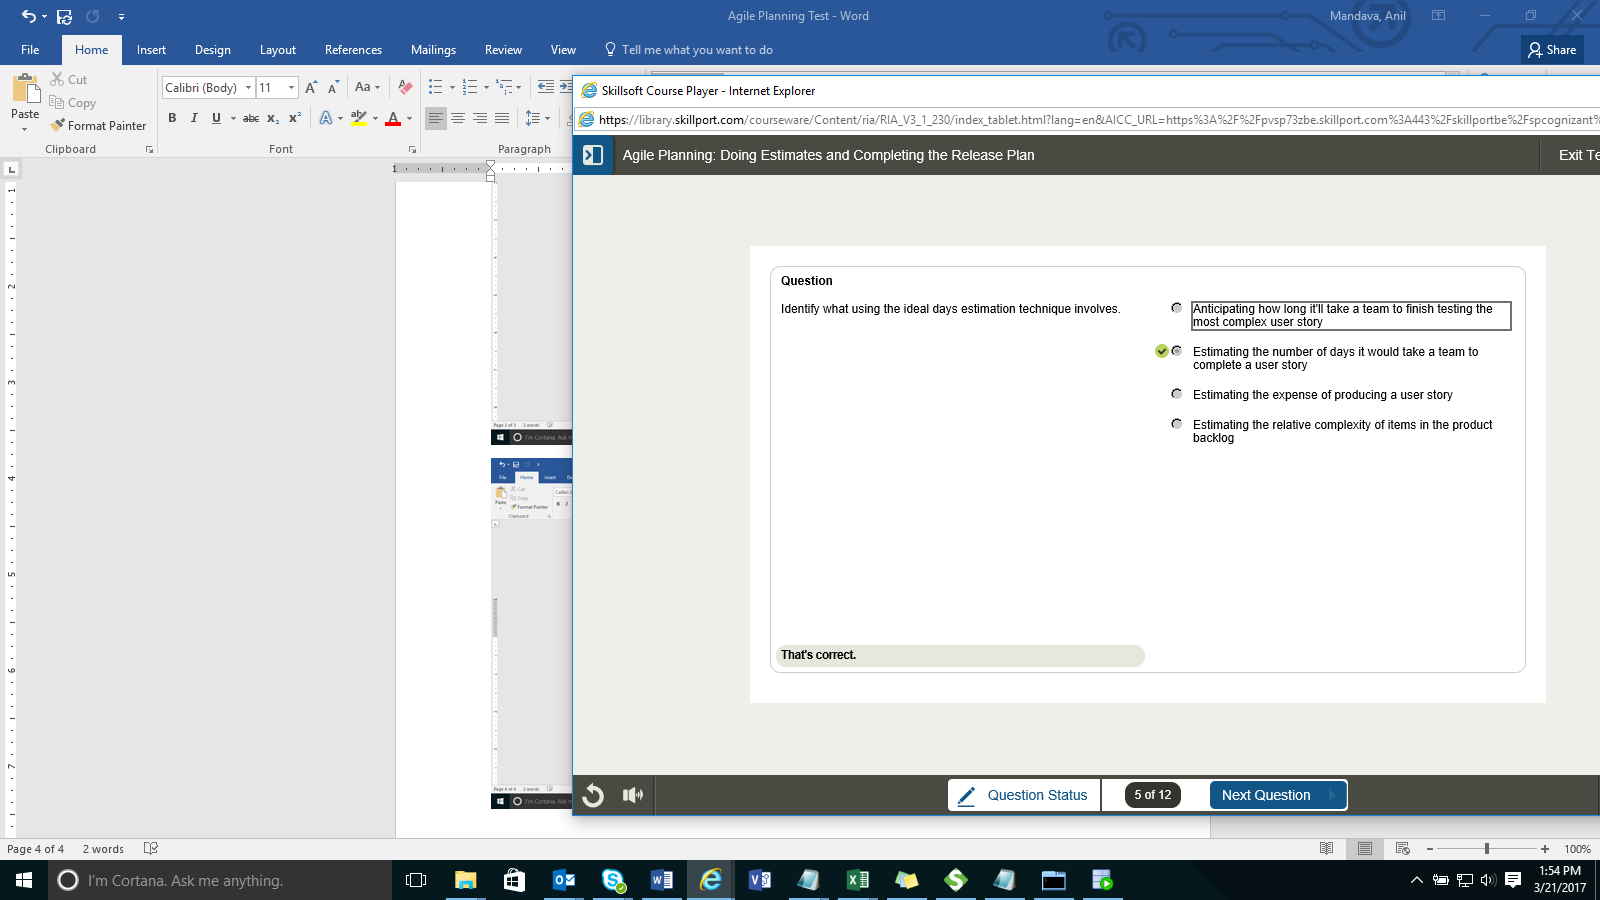 Agile Planning Test - Word
Mandava, Anil
File
Home
Insert
Design
Layout
References
Mailings
Review
View
Tell me what you want to do
Share
Paste
Cut
Copy
Format Painter
Clipboard
Calibri (Body)
11
Font
Paragraph
Skillsoft Course Player - Internet Explorer
https://library.skillport.com/courseware/Content/ria/RIA_V3_1_230/index_tablet.html?lang=en&AICC_URL=https%3A%2F%2Fpvsp73zbe.skillport.com%3A443%2Fskillportbe%2Fspcognizant%
Agile Planning: Doing Estimates and Completing the Release Plan
Exit Te
Question
Identify what using the ideal days estimation technique involves.
Anticipating how long it'll take a team to finish testing the
most complex user story
Estimating the number of days it would take a team to
complete a user story
Estimating the expense of producing a user story
Estimating the relative complexity of items in the product
backlog
That's correct.
Question Status
5 of 12
Next Question
Page 4 of 4
2 words
100%
I'm Cortana. Ask me anything.
1:54 PM
3/21/2017